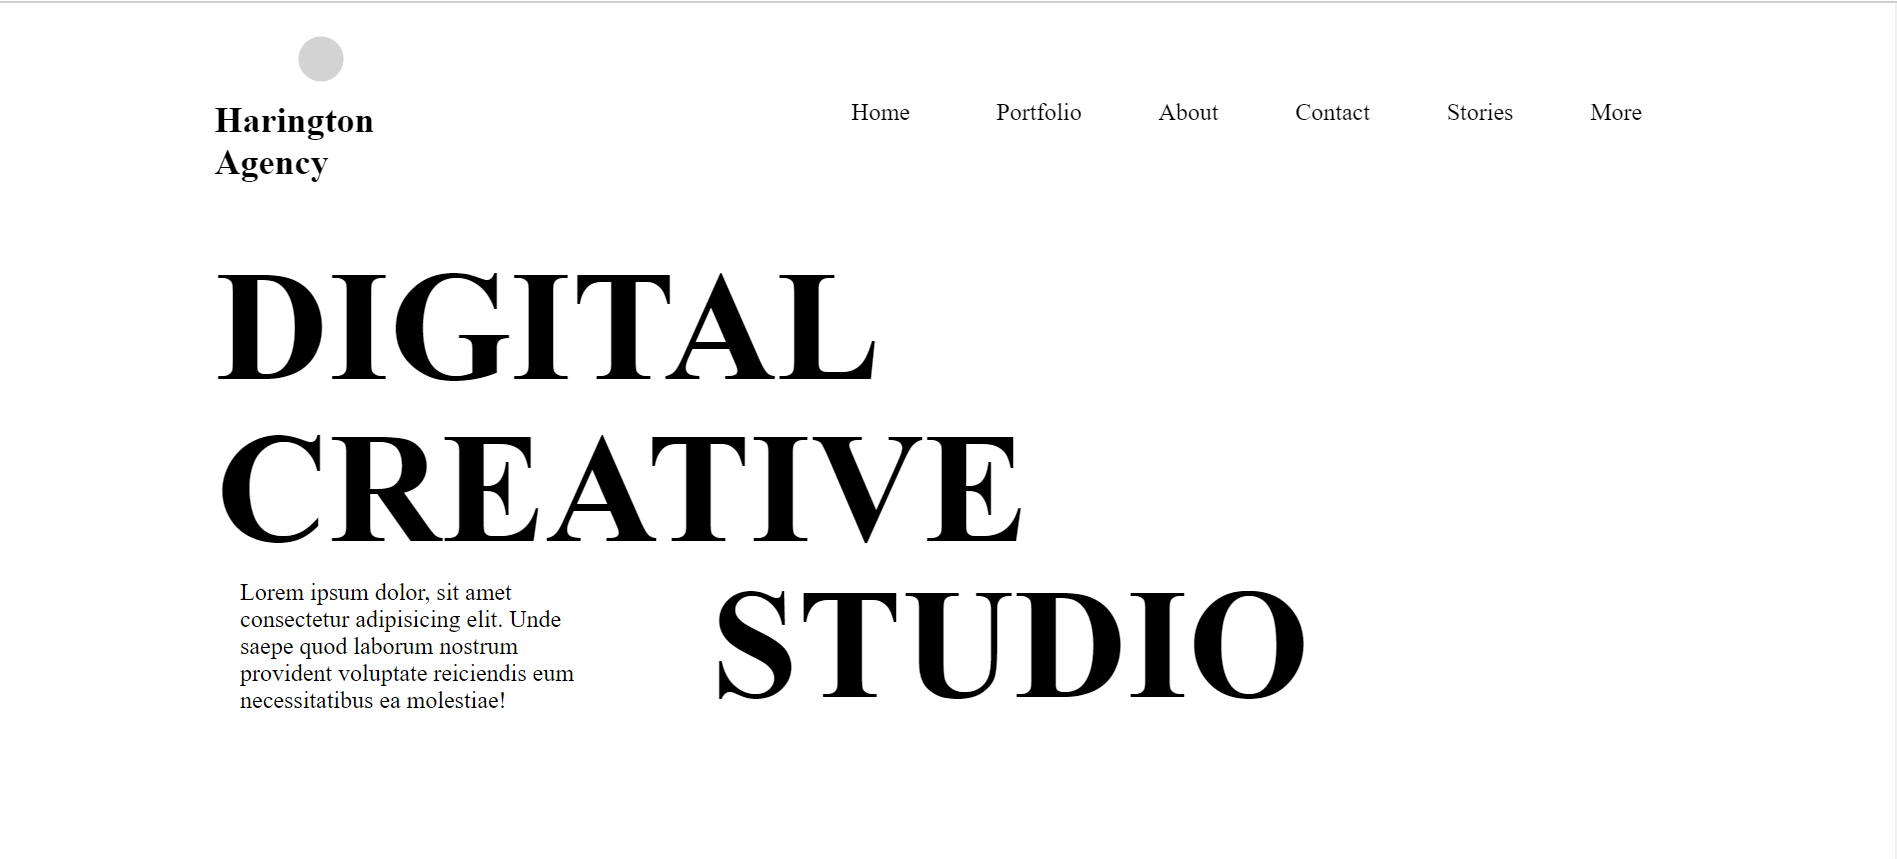 Harington
Agency
Home Portfolio About Contact Stories More
DIGITAL
CREATIVE
STUDIO
Lorem ipsum dolor, sit amet
consectetur adipisicing elit. Unde
saepe quod laborum nostrum
provident voluptate reiciendis eum
necessitatibus ea molestiae!